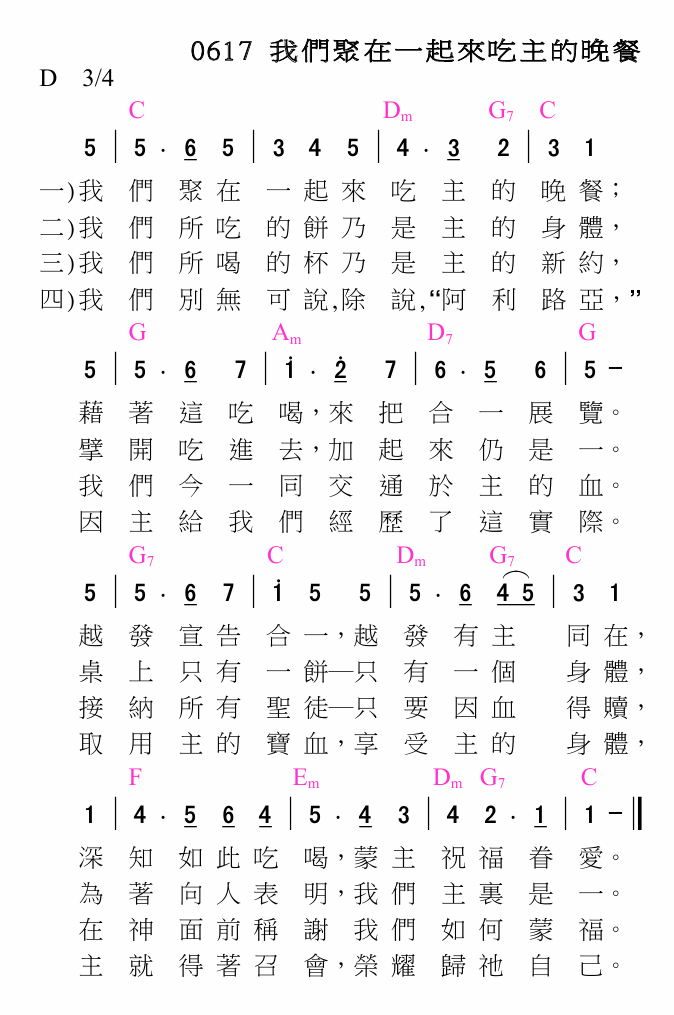 0617 我們聚在一起來吃主的晚餐
D 3/4
C Dm G7 C
5 | 5 · 6 5 | 3 4 5 | 4 · 3 2 | 3 1
一)我們聚在一起來吃主的晚餐；
二)我們所吃的餅乃是主的身體，
三)我們所喝的杯乃是主的新約，
四)我們別無可說,除說,“阿利路亞，”
G Am D7 G
5 | 5 · 6 7 | i · 2̇ 7 | 6 · 5 6 | 5 –
藉著這吃喝，來把合一展覽。
擘開吃進去，加起來仍是一。
我們今一同交通於主的血。
因主給我們經歷了這實際。
G7 C Dm G7 C
5 | 5 · 6 7 | i 5 5 | 5 · 6 4 5 | 3 1
越發宣告合一，越發有主同在，
桌上只有一餅─只有一個身體，
接納所有聖徒─只要因血得贖，
取用主的寶血，享受主的身體，
F Em Dm G7 C
1 | 4 · 5 6 4 | 5 · 4 3 | 4 2 · 1 | 1 – ‖
深知如此吃喝，蒙主祝福眷愛。
為著向人表明，我們主裏是一。
在神面前稱謝我們如何蒙福。
主就得著召會，榮耀歸祂自己。